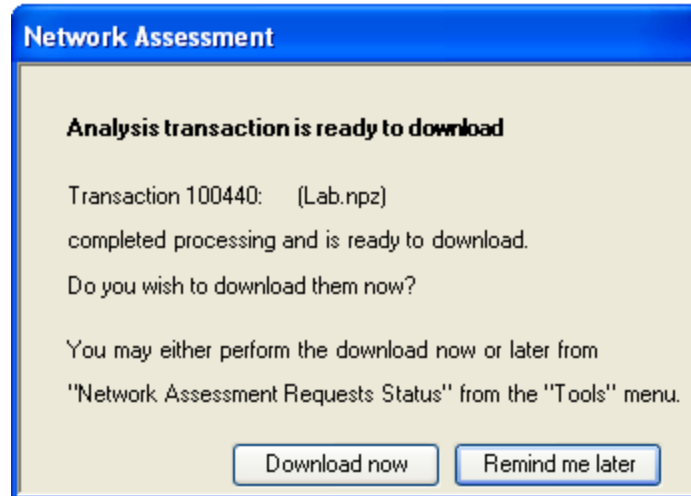 Network Assessment
Analysis transaction is ready to download
Transaction 100440: (Lab.npz)
completed processing and is ready to download.
Do you wish to download them now?
You may either perform the download now or later from
"Network Assessment Requests Status" from the "Tools" menu.
Download now
Remind me later